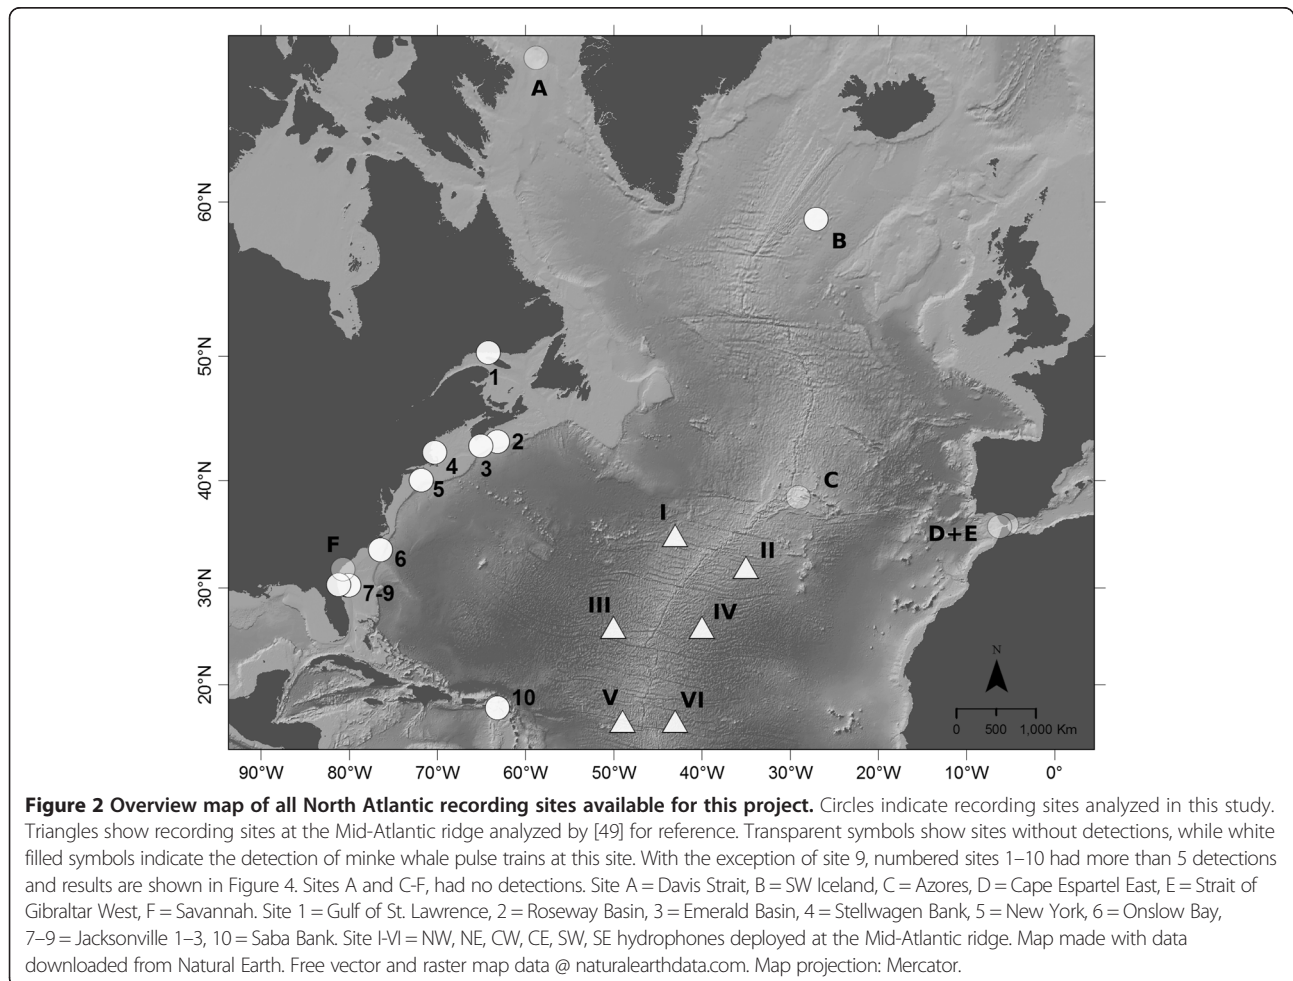 A
B
60°N
50°N
1
2
3
4
5
40°N
C
I
D+E
II
F
6
30°N
7-9
III
IV
N
20°N
10
V
VI
0 500 1,000 Km
90°W 80°W 70°W 60°W 50°W 40°W 30°W 20°W 10°W 0°
Figure 2 Overview map of all North Atlantic recording sites available for this project. Circles indicate recording sites analyzed in this study.
Triangles show recording sites at the Mid-Atlantic ridge analyzed by [49] for reference. Transparent symbols show sites without detections, while white
filled symbols indicate the detection of minke whale pulse trains at this site. With the exception of site 9, numbered sites 1–10 had more than 5 detections
and results are shown in Figure 4. Sites A and C-F, had no detections. Site A = Davis Strait, B = SW Iceland, C = Azores, D = Cape Espartel East, E = Strait of
Gibraltar West, F = Savannah. Site 1 = Gulf of St. Lawrence, 2 = Roseway Basin, 3 = Emerald Basin, 4 = Stellwagen Bank, 5 = New York, 6 = Onslow Bay,
7–9 = Jacksonville 1–3, 10 = Saba Bank. Site I-VI = NW, NE, CW, CE, SW, SE hydrophones deployed at the Mid-Atlantic ridge. Map made with data
downloaded from Natural Earth. Free vector and raster map data @ naturalearthdata.com. Map projection: Mercator.